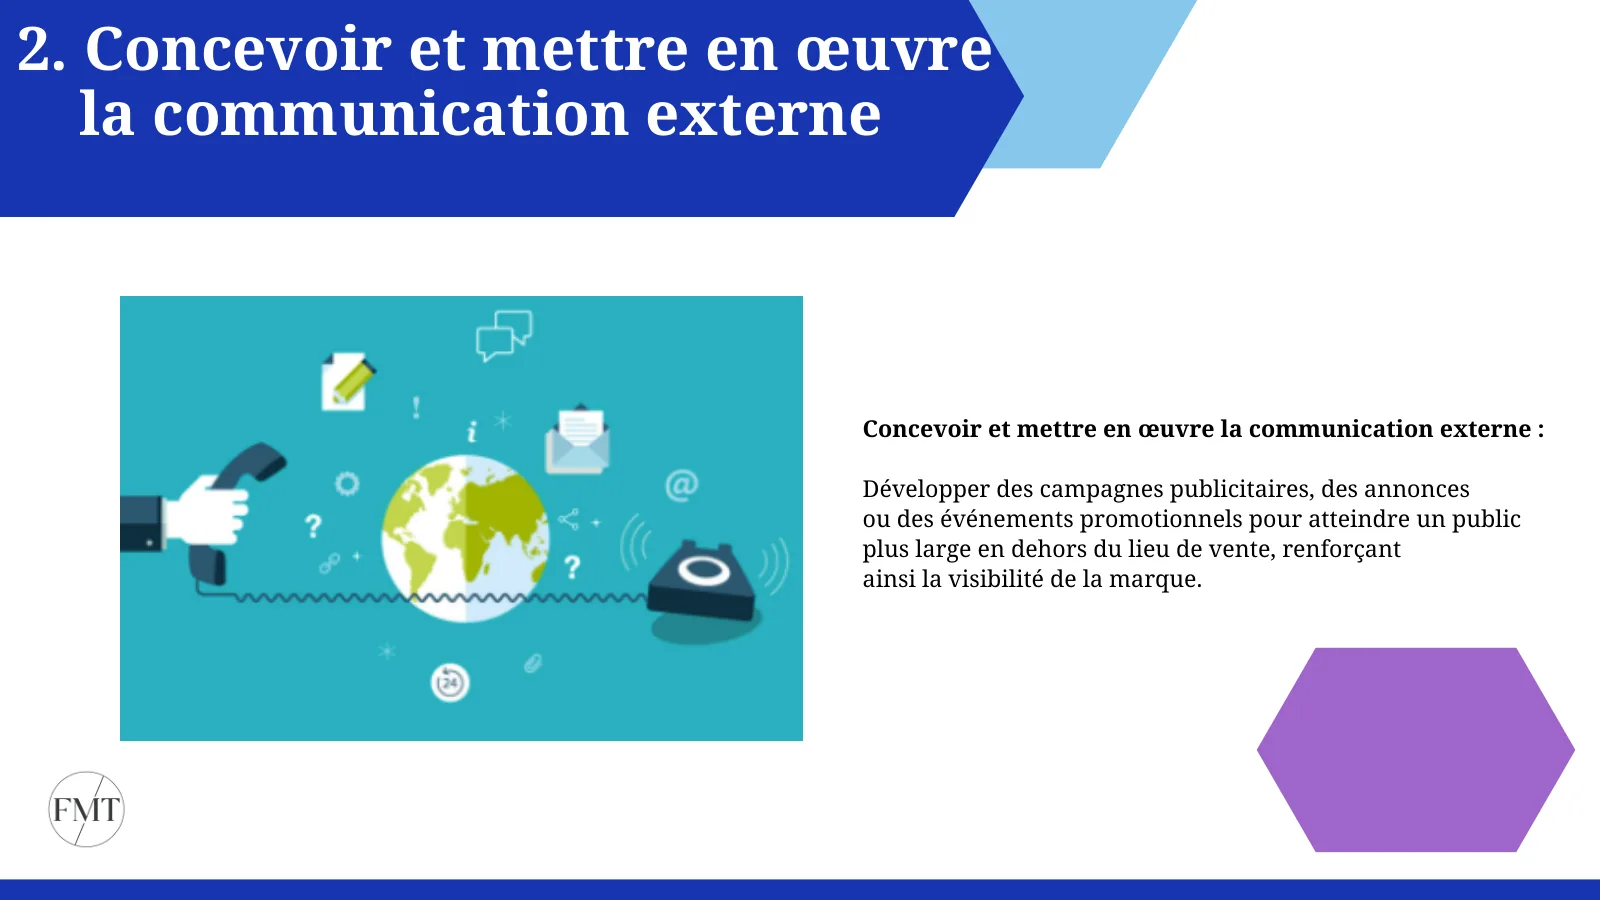 2. Concevoir et mettre en œuvre
la communication externe
!
i
@
?
?
24
Concevoir et mettre en œuvre la communication externe :
Développer des campagnes publicitaires, des annonces
ou des événements promotionnels pour atteindre un public
plus large en dehors du lieu de vente, renforçant
ainsi la visibilité de la marque.
FMT